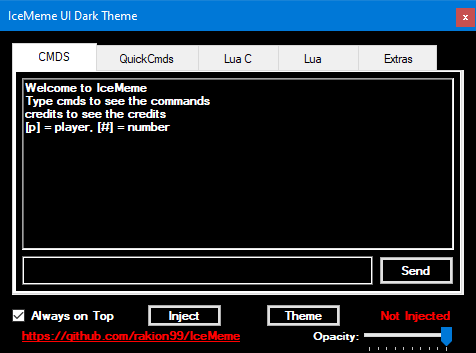 IceMeme UI Dark Theme
x
CMDS QuickCmds Lua C Lua Extras
Welcome to IceMeme
Type cmds to see the commands
credits to see the credits
[p] = player, [#] = number
Send
Always on Top Inject Theme Not Injected
https://github.com/rakion99/IceMeme Opacity: